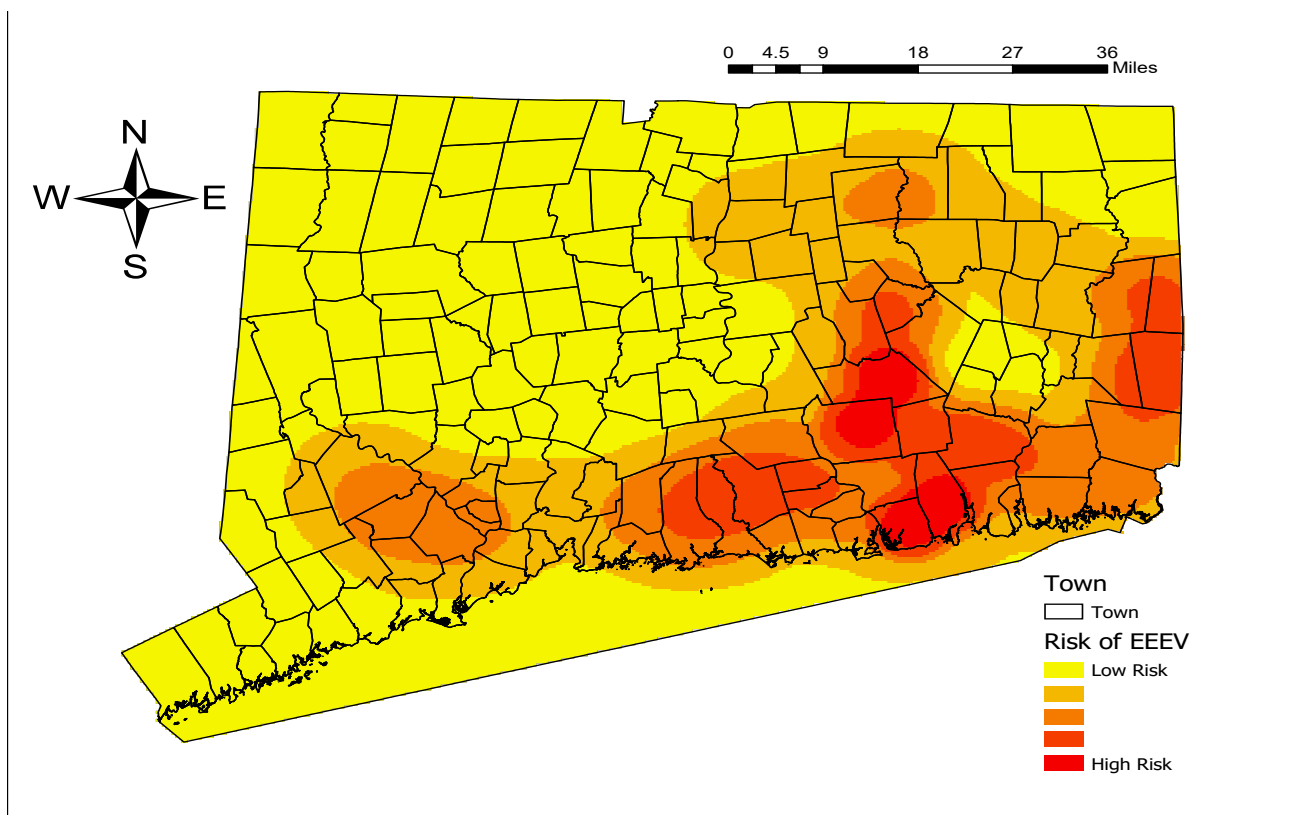 0 4.5 9 18 27 36
Miles
N
W E
S
Town
Town
Risk of EEEV
Low Risk
High Risk